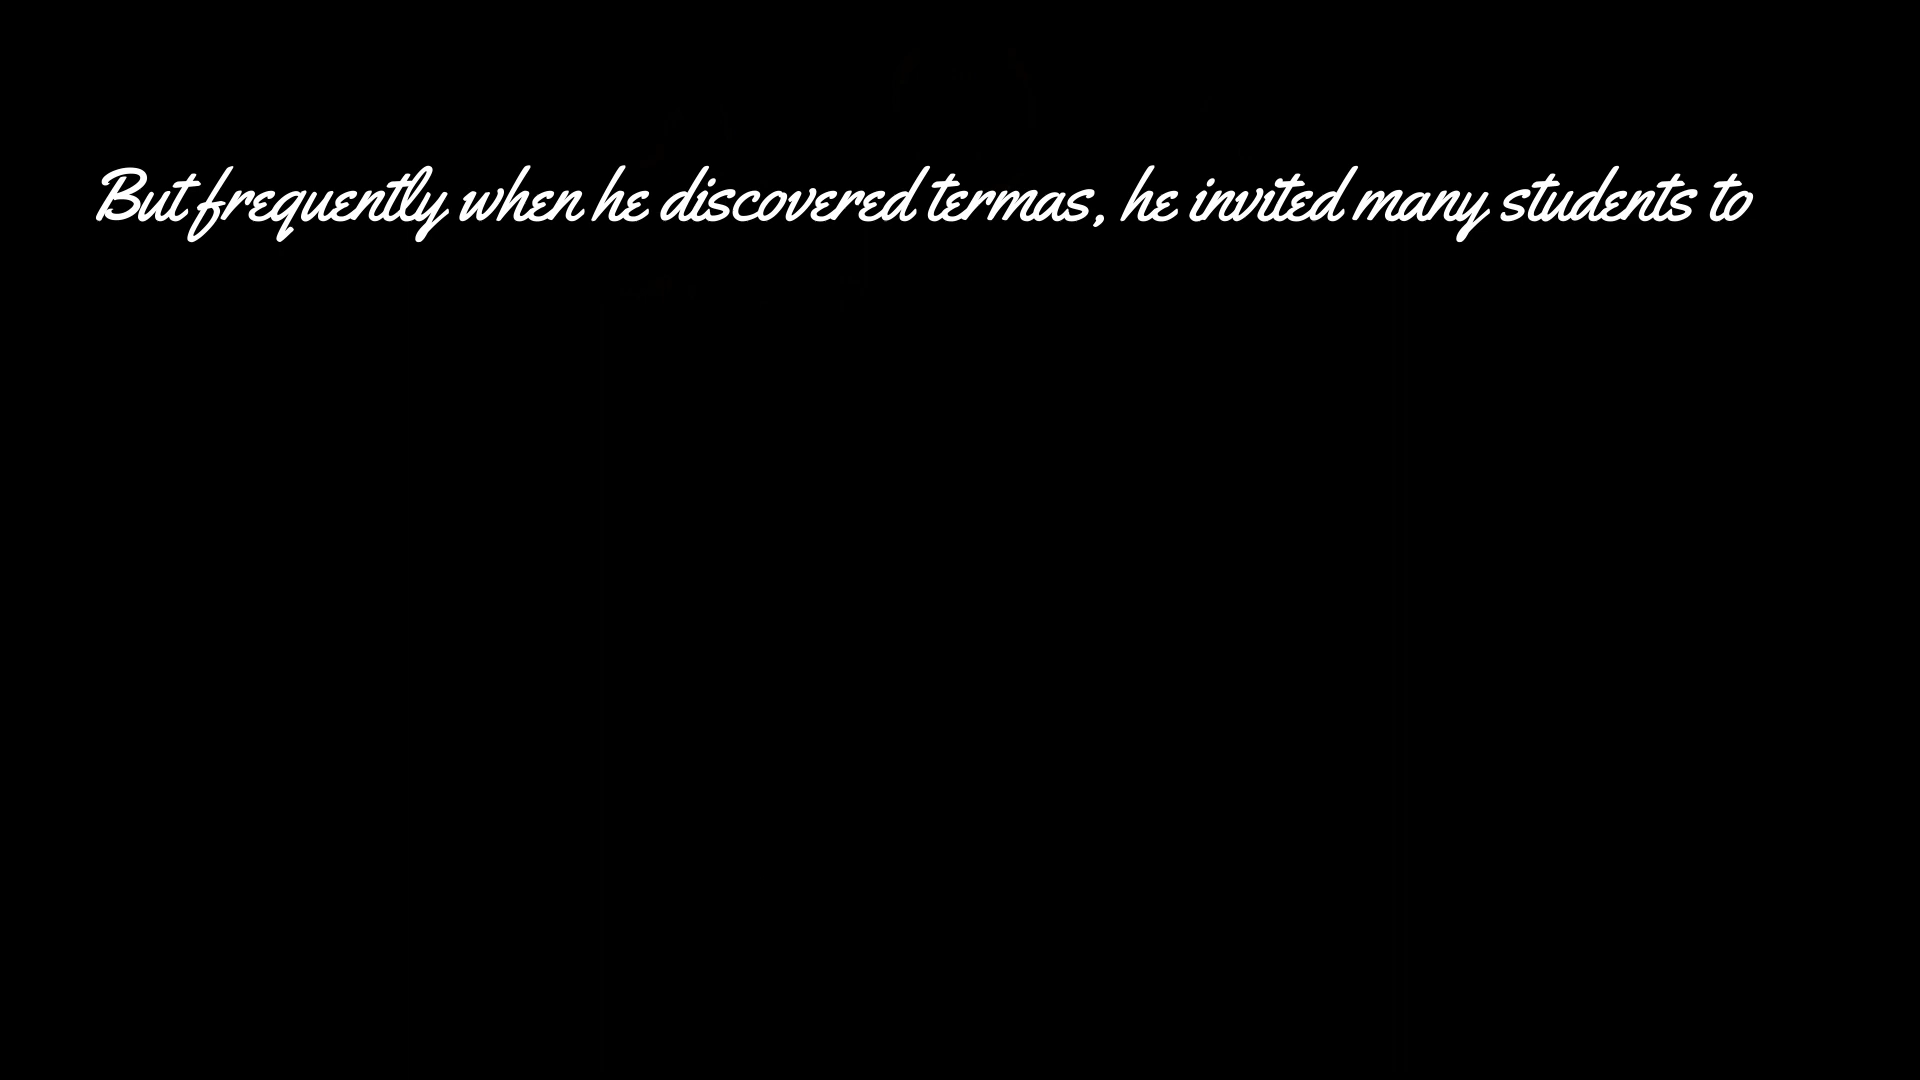 But frequently when he discovered termas, he invited many students to